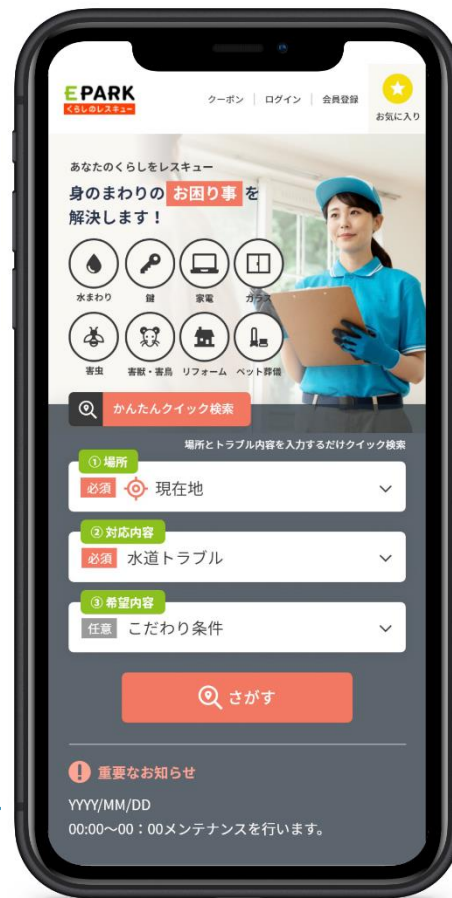 EPARK
くらしのレスキュー
クーポン | ログイン | 会員登録
お気に入り
あなたのくらしをレスキュー
身のまわりの お困り事 を
解決します！
水まわり 鍵 家電 ガラス
害虫 害獣・害鳥 リフォーム ペット葬儀
かんたんクイック検索
場所とトラブル内容を入力するだけクイック検索
①場所
必須 現在地
②対応内容
必須 水道トラブル
③希望内容
任意 こだわり条件
さがす
重要なお知らせ
YYYY/MM/DD
00:00～00：00メンテナンスを行います。